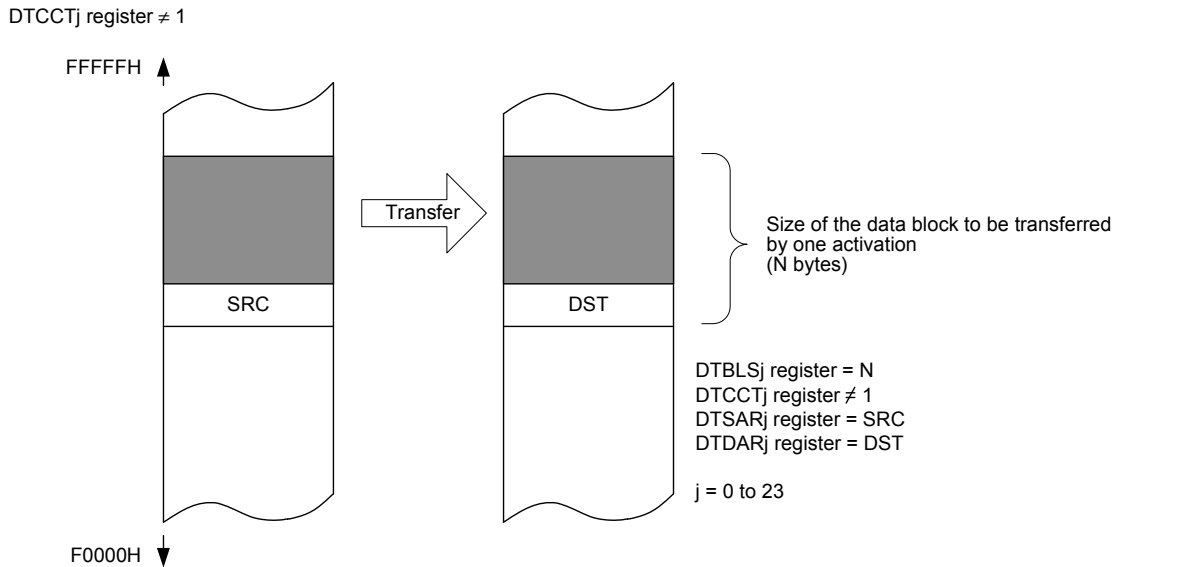 DTCCTj register ≠ 1
FFFFFH
Transfer
Size of the data block to be transferred
by one activation
(N bytes)
SRC
DST
DTBLSj register = N
DTCCTj register ≠ 1
DTSARj register = SRC
DTDARj register = DST
j = 0 to 23
F0000H